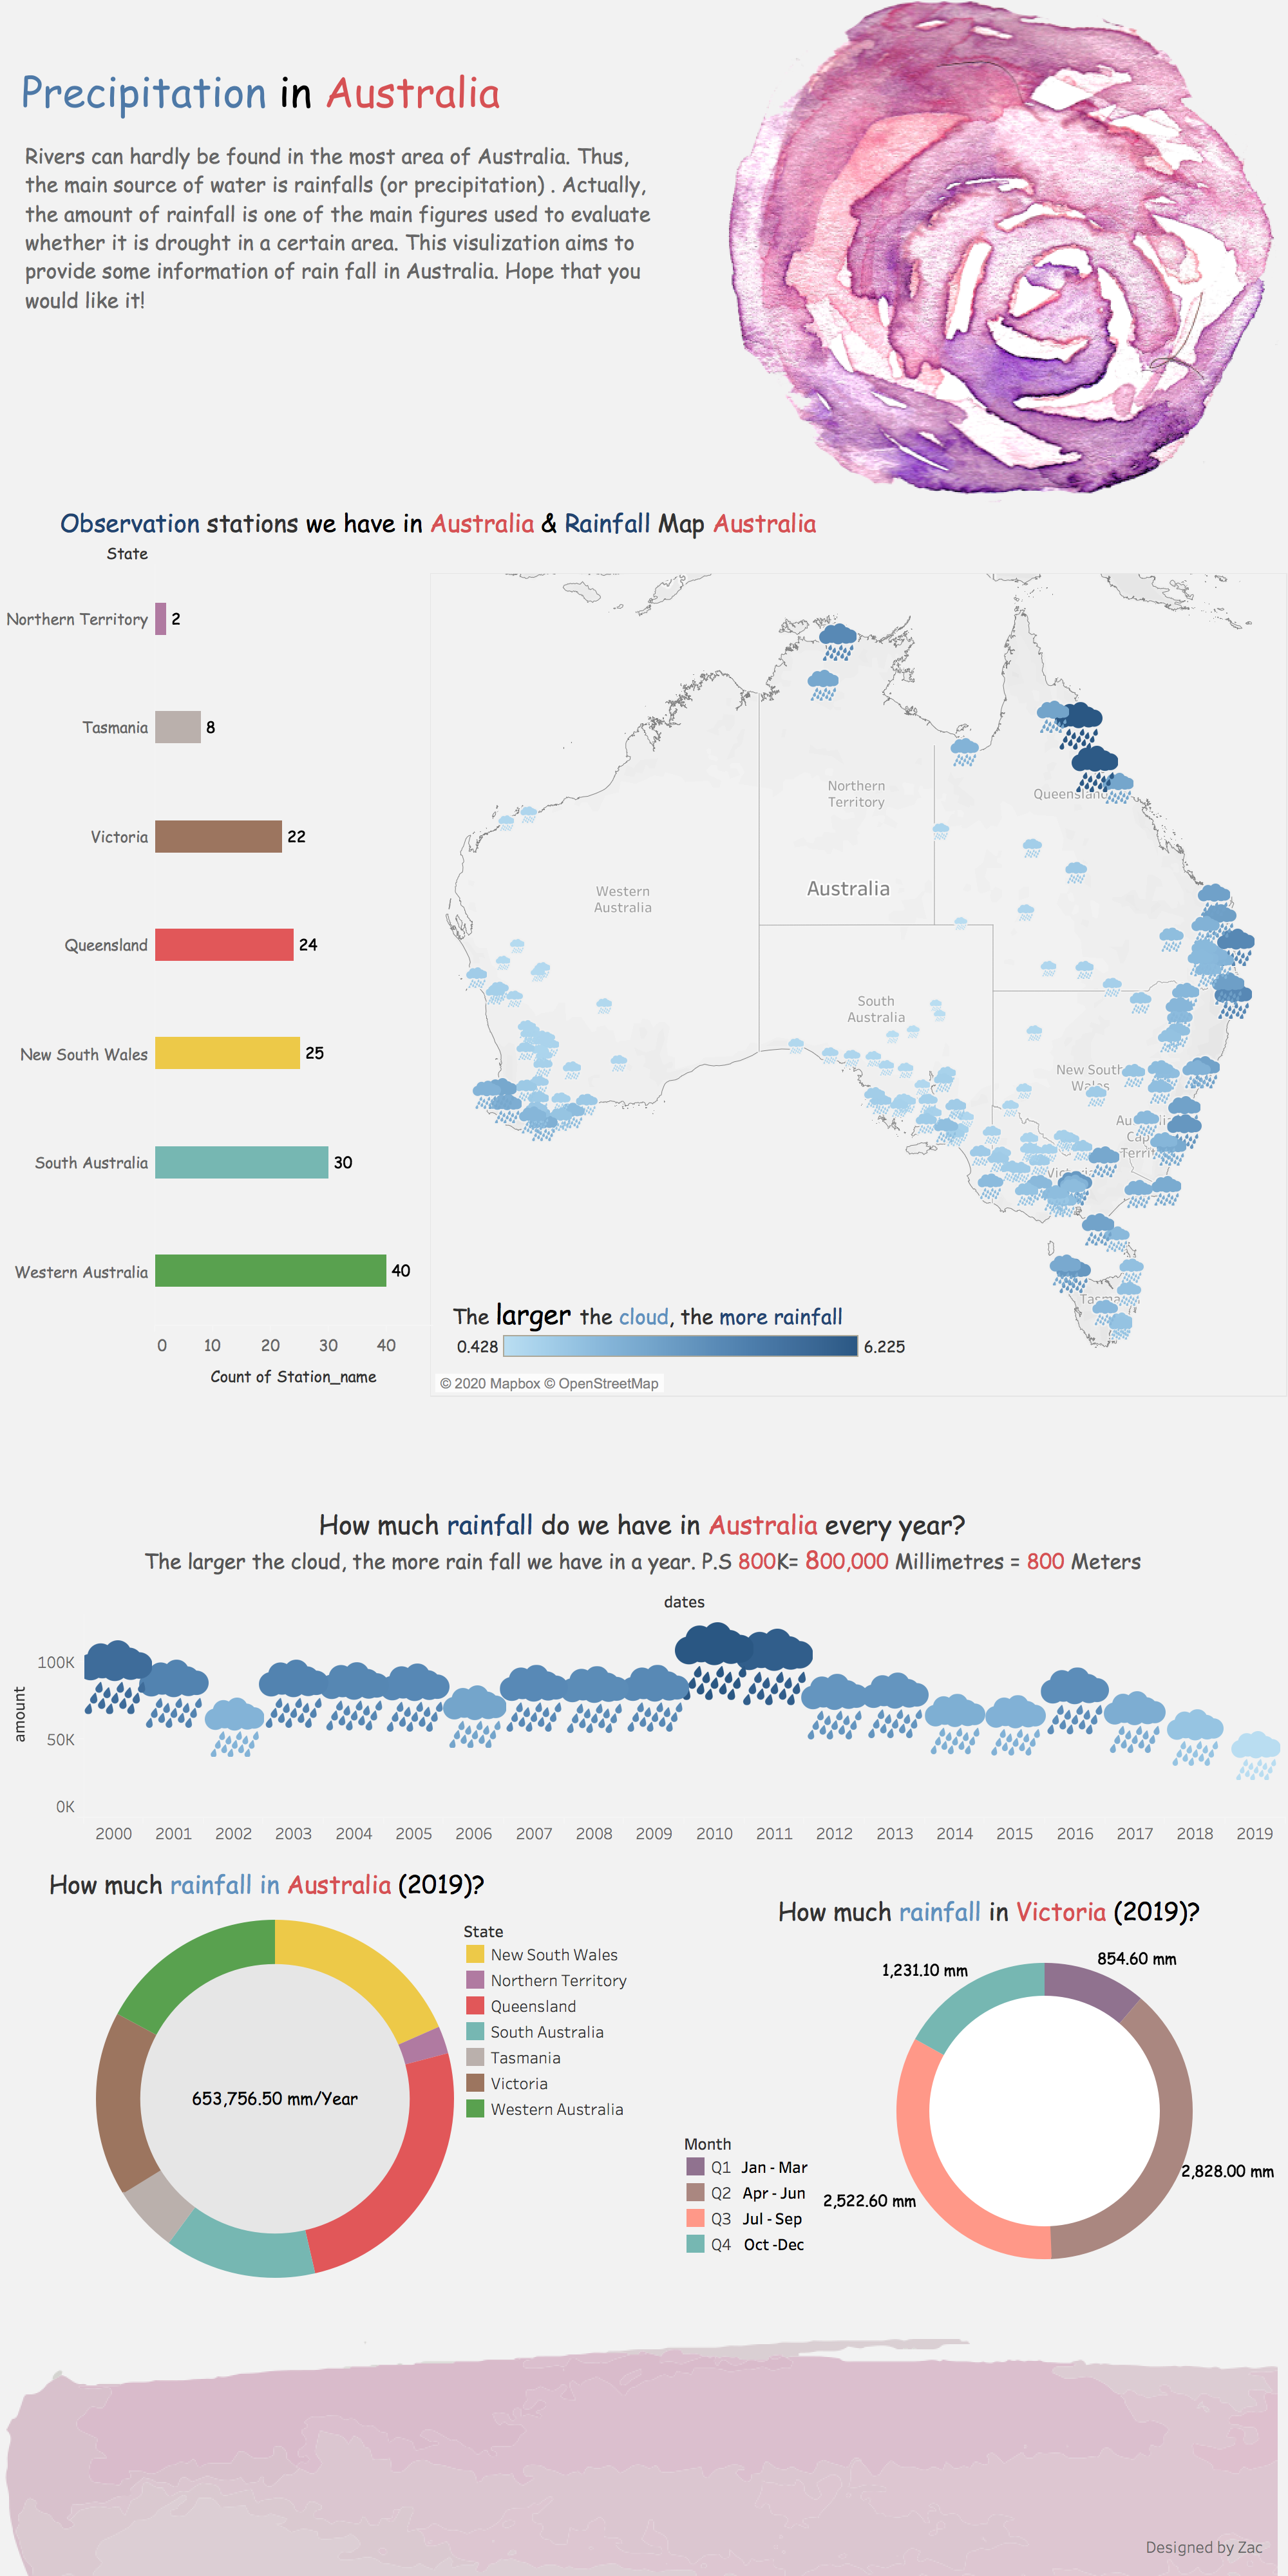 Precipitation in Australia
Rivers can hardly be found in the most area of Australia. Thus,
the main source of water is rainfalls (or precipitation) . Actually,
the amount of rainfall is one of the main figures used to evaluate
whether it is drought in a certain area. This visulization aims to
provide some information of rain fall in Australia. Hope that you
would like it!
Observation stations we have in Australia & Rainfall Map Australia
State
Northern Territory 2
Tasmania 8
Victoria 22
Queensland 24
New South Wales 25
South Australia 30
Western Australia 40
0 10 20 30 40
Count of Station_name
Northern
Territory
Queensland
Australia
Western
Australia
South
Australia
New South
Wales
The larger the cloud, the more rainfall
0.428 6.225
© 2020 Mapbox © OpenStreetMap
How much rainfall do we have in Australia every year?
The larger the cloud, the more rain fall we have in a year. P.S 800K= 800,000 Millimetres = 800 Meters
dates
amount
100K
50K
0K
2000 2001 2002 2003 2004 2005 2006 2007 2008 2009 2010 2011 2012 2013 2014 2015 2016 2017 2018 2019
How much rainfall in Australia (2019)?
653,756.50 mm/Year
State
New South Wales
Northern Territory
Queensland
South Australia
Tasmania
Victoria
Western Australia
How much rainfall in Victoria (2019)?
1,231.10 mm
854.60 mm
2,828.00 mm
2,522.60 mm
Month
Q1 Jan - Mar
Q2 Apr - Jun
Q3 Jul - Sep
Q4 Oct -Dec
Designed by Zac